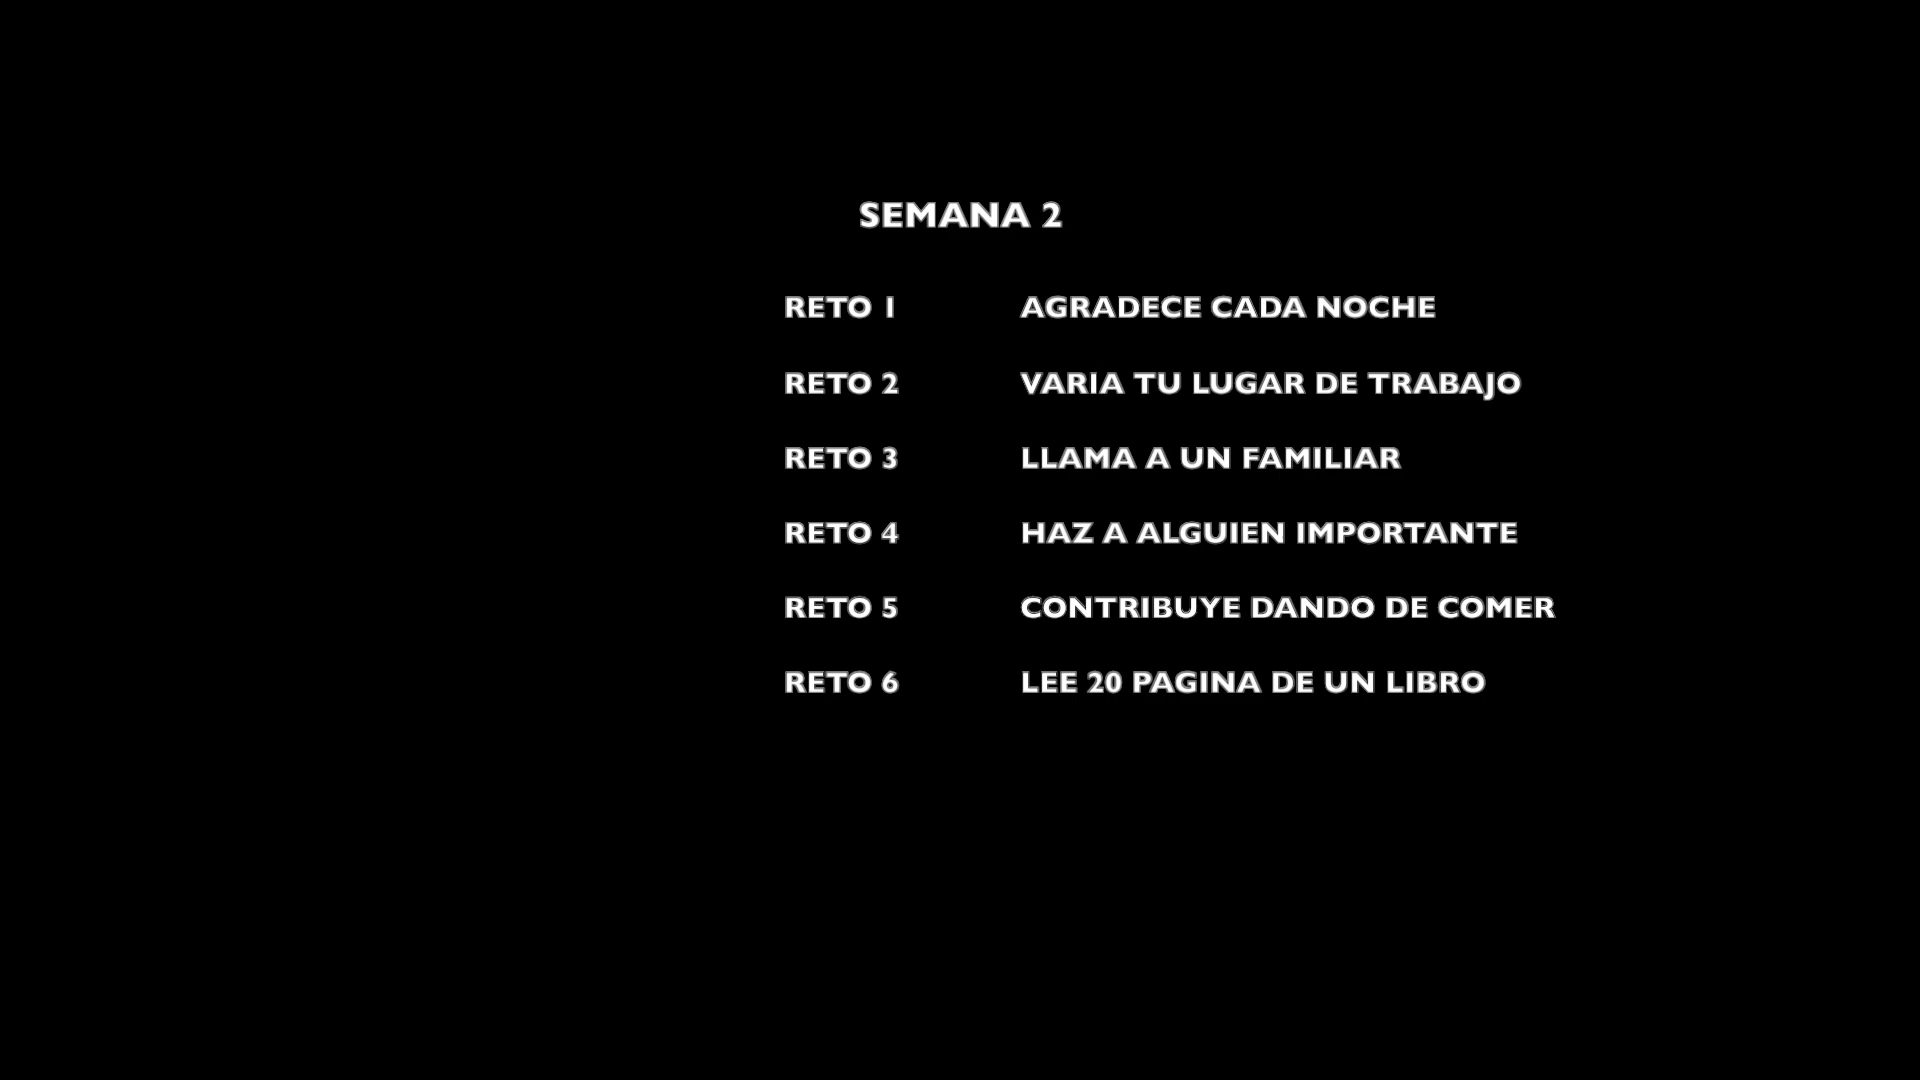 SEMANA 2
RETO 1 AGRADECE CADA NOCHE
RETO 2 VARIA TU LUGAR DE TRABAJO
RETO 3 LLAMA A UN FAMILIAR
RETO 4 HAZ A ALGUIEN IMPORTANTE
RETO 5 CONTRIBUYE DANDO DE COMER
RETO 6 LEE 20 PAGINA DE UN LIBRO